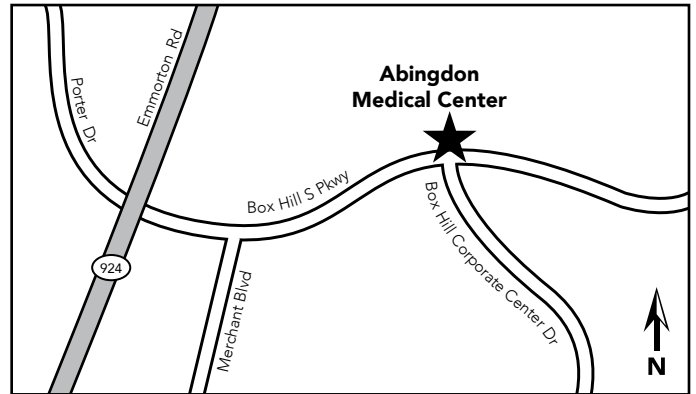 Abingdon
Medical Center
Emmorton Rd
Porter Dr
Box Hill S Pkwy
Box Hill Corporate Center Dr
924
Merchant Blvd
N